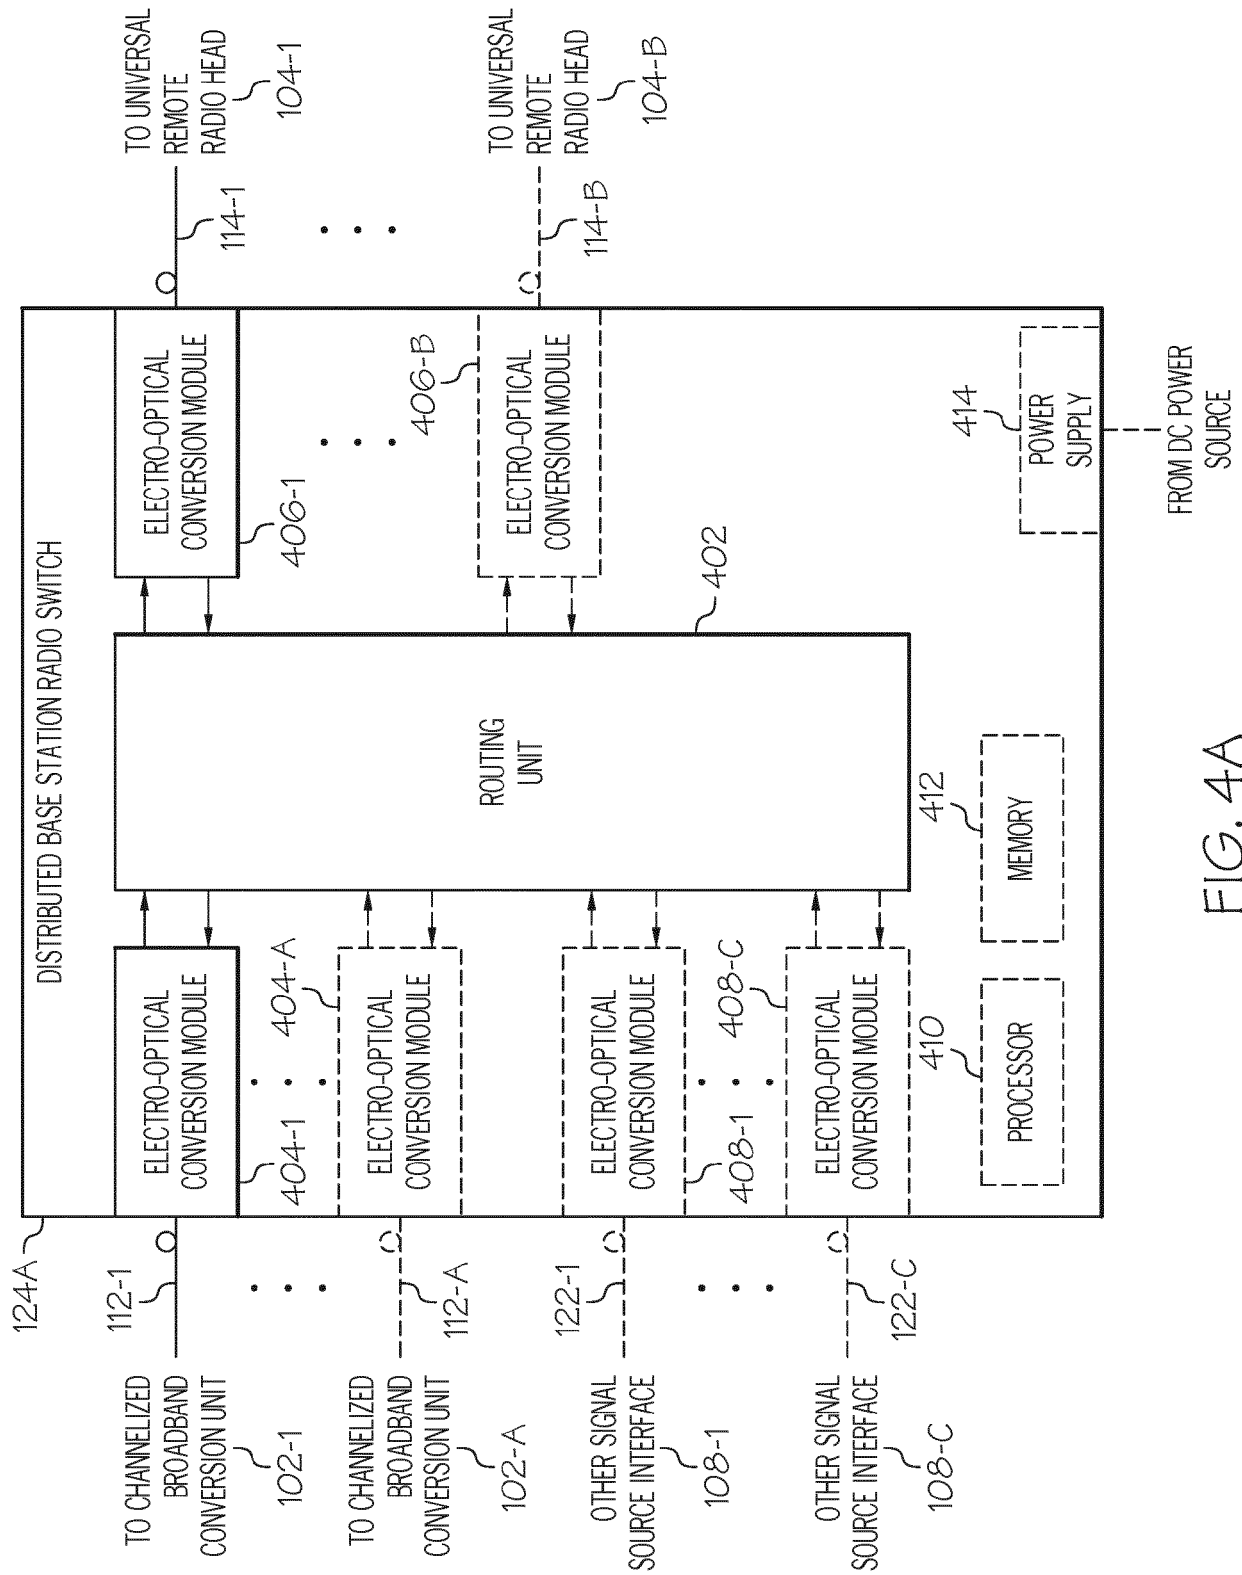 DISTRIBUTED BASE STATION RADIO SWITCH
124A
TO CHANNELIZED
BROADBAND
CONVERSION UNIT
102-1
112-1
ELECTRO-OPTICAL
CONVERSION MODULE
404-1
TO CHANNELIZED
BROADBAND
CONVERSION UNIT
102-A
112-A
ELECTRO-OPTICAL
CONVERSION MODULE
404-A
OTHER SIGNAL
SOURCE INTERFACE
108-1
122-1
ELECTRO-OPTICAL
CONVERSION MODULE
408-1
OTHER SIGNAL
SOURCE INTERFACE
108-C
122-C
ELECTRO-OPTICAL
CONVERSION MODULE
408-C
ROUTING
UNIT
402
ELECTRO-OPTICAL
CONVERSION MODULE
406-1
114-1
TO UNIVERSAL
REMOTE
RADIO HEAD
104-1
ELECTRO-OPTICAL
CONVERSION MODULE
406-B
114-B
TO UNIVERSAL
REMOTE
RADIO HEAD
104-B
PROCESSOR
410
MEMORY
412
POWER
SUPPLY
414
FROM DC POWER
SOURCE
FIG. 4A